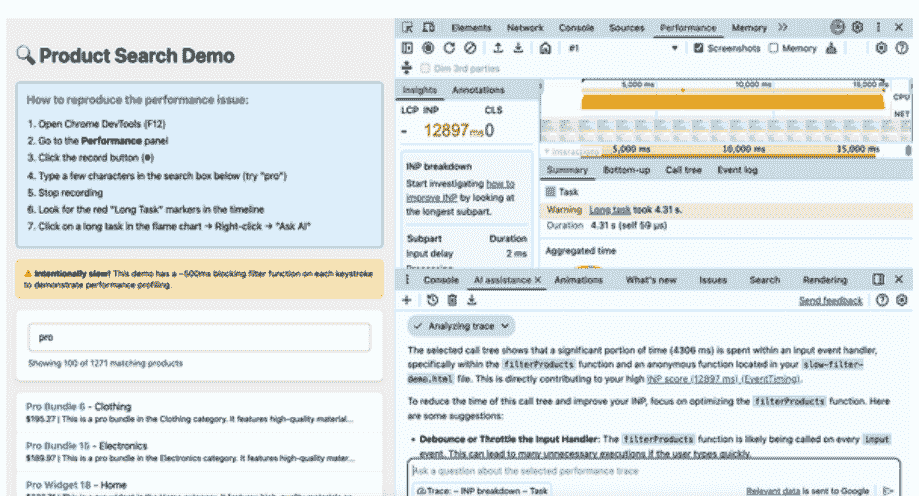 Product Search Demo
How to reproduce the performance issue:
1. Open Chrome DevTools (F12)
2. Go to the Performance panel
3. Click the record button (●)
4. Type a few characters in the search box below (try "pro")
5. Stop recording
6. Look for the red "Long Task" markers in the timeline
7. Click on a long task in the flame chart → Right-click → "Ask AI"
⚠ Intentionally slow! This demo has a ~500ms blocking filter function on each keystroke
to demonstrate performance profiling.
pro
Showing 100 of 1271 matching products
Pro Bundle 6 - Clothing
$195.27 | This is a pro bundle in the Clothing category. It features high-quality material...
Pro Bundle 15 - Electronics
$189.97 | This is a pro bundle in the Electronics category. It features high-quality mater...
Pro Widget 18 - Home
Elements Network Console Sources Performance Memory
#1 Screenshots Memory
Dim 3rd parties
Insights Annotations
LCP INP CLS
- 12897ms 0
INP breakdown
Start investigating how to
improve INP by looking at
the longest subpart.
Subpart Duration
Input delay 2 ms
5,000 ms 10,000 ms 15,000 ms
CPU
NET
Interactions 5,000 ms 10,000 ms 15,000 ms
Summary Bottom-up Call tree Event log
Task
Warning Long task took 4.31 s.
Duration 4.31 s (self 59 μs)
Aggregated time
Console AI assistance × Animations What's new Issues Search Rendering
Send feedback
Analyzing trace
The selected call tree shows that a significant portion of time (4306 ms) is spent within an input event handler,
specifically within the filterProducts function and an anonymous function located in your slow-filter-
demo.html file. This is directly contributing to your high INP score (12897 ms) (EventTiming).
To reduce the time of this call tree and improve your INP, focus on optimizing the filterProducts function. Here
are some suggestions:
• Debounce or Throttle the Input Handler: The filterProducts function is likely being called on every input
event. This can lead to many unnecessary executions if the user types quickly.
Ask a question about the selected performance trace
Trace: – INP breakdown – Task
Relevant data is sent to Google